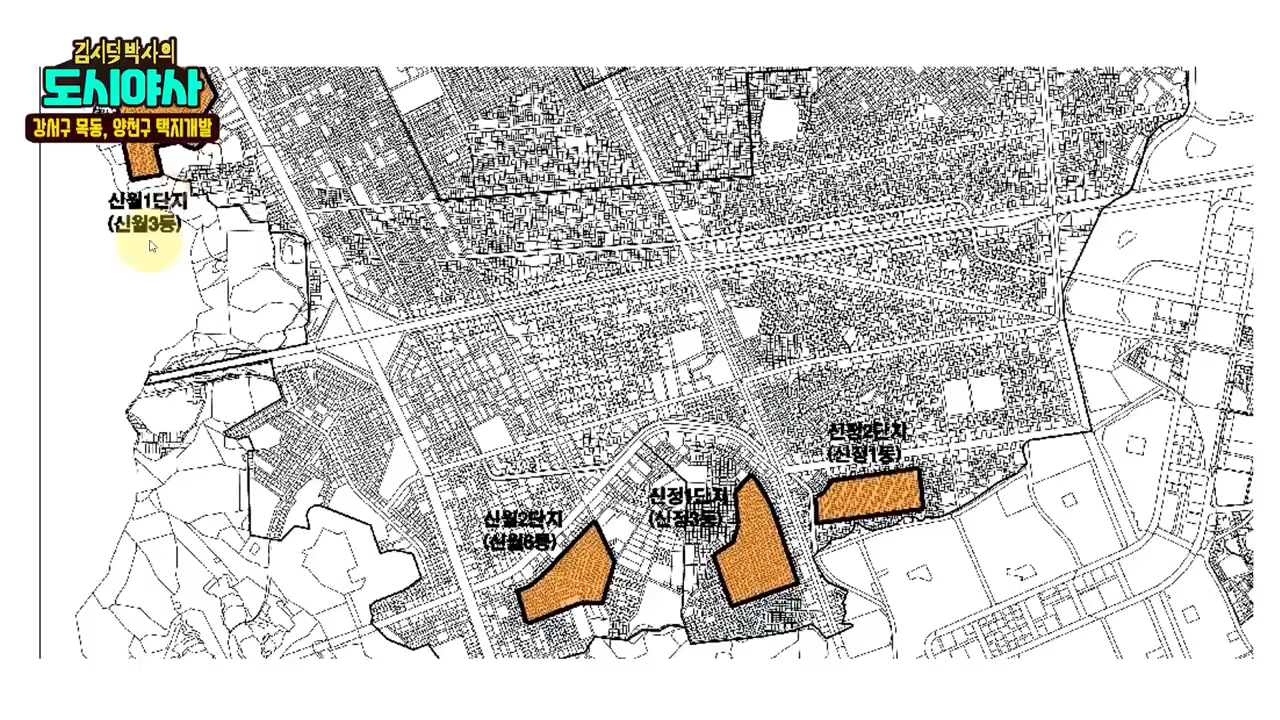 김시덕박사의
도시야사
강서구 목동, 양천구 택지개발
신월1단지
(신월3동)
신정2단지
(신정1동)
신정1단지
(신정3동)
신월2단지
(신월6동)